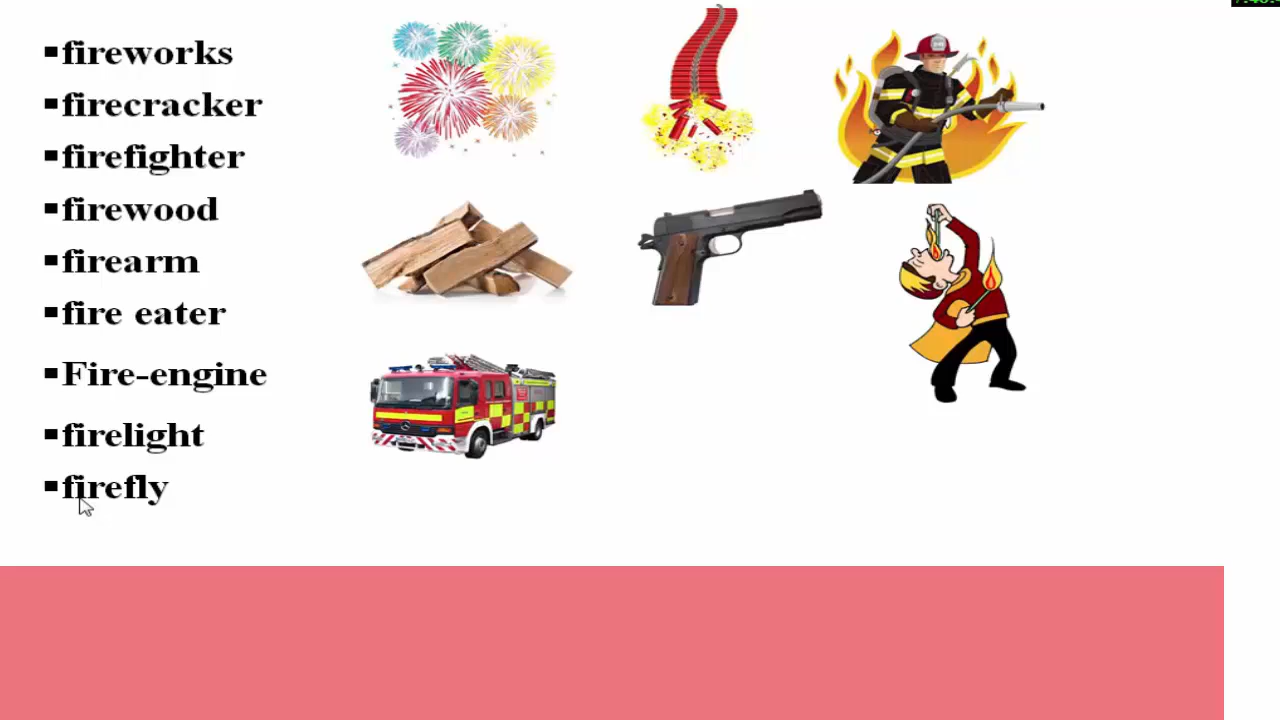 ▪fireworks
▪firecracker
▪firefighter
▪firewood
▪firearm
▪fire eater
▪Fire-engine
▪firelight
▪firefly